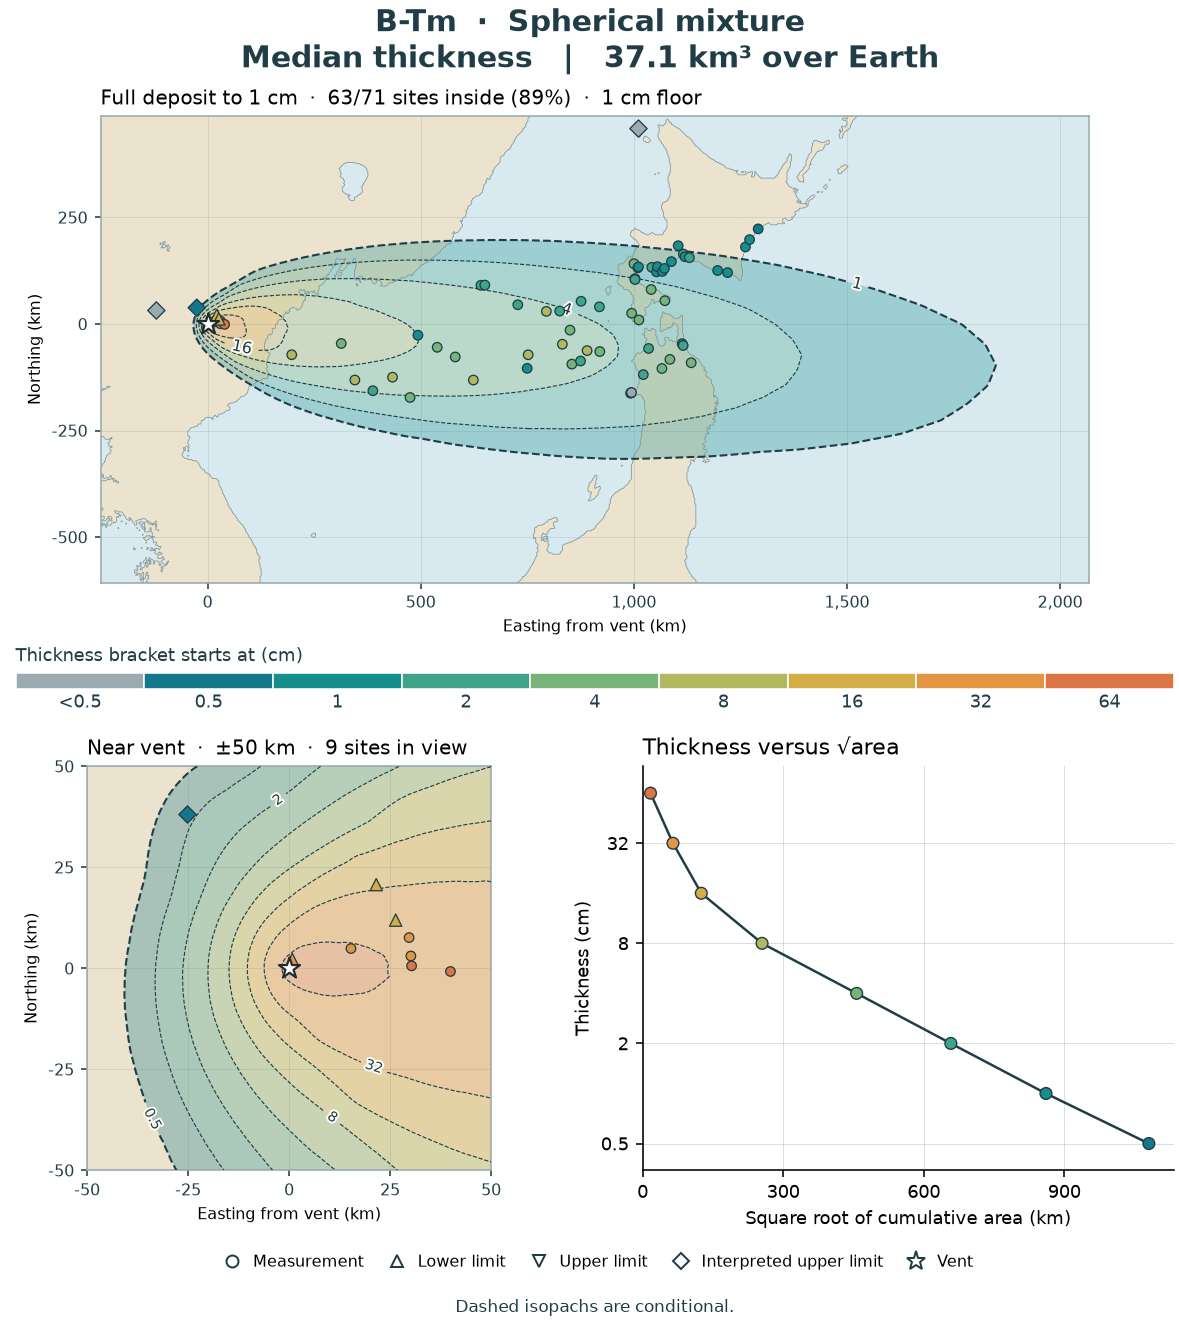 B-Tm · Spherical mixture
Median thickness | 37.1 km³ over Earth
Full deposit to 1 cm · 63/71 sites inside (89%) · 1 cm floor
250
0
-250
-500
Northing (km)
1
4
16
0
500
1,000
1,500
2,000
Easting from vent (km)
Thickness bracket starts at (cm)
<0.5
0.5
1
2
4
8
16
32
64
Near vent · ±50 km · 9 sites in view
50
25
0
-25
-50
Northing (km)
2
32
8
0.5
-50
-25
0
25
50
Easting from vent (km)
Thickness versus √area
32
8
2
0.5
Thickness (cm)
0
300
600
900
Square root of cumulative area (km)
Measurement
Lower limit
Upper limit
Interpreted upper limit
Vent
Dashed isopachs are conditional.